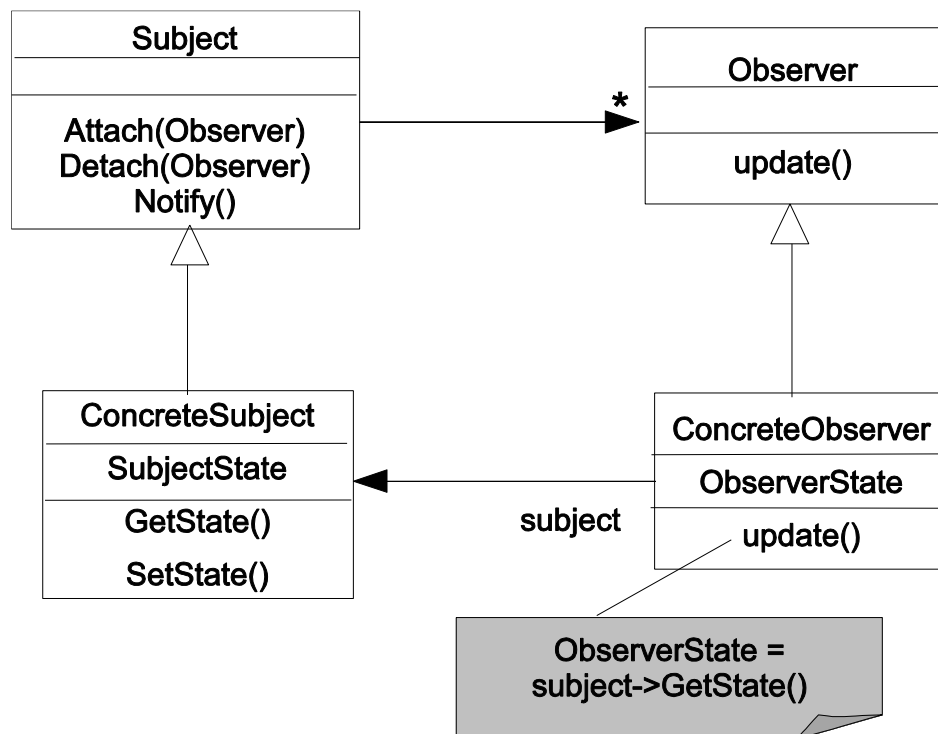 Subject
Attach(Observer)
Detach(Observer)
Notify()
*
Observer
update()
ConcreteSubject
SubjectState
GetState()
SetState()
subject
ConcreteObserver
ObserverState
update()
ObserverState =
subject->GetState()